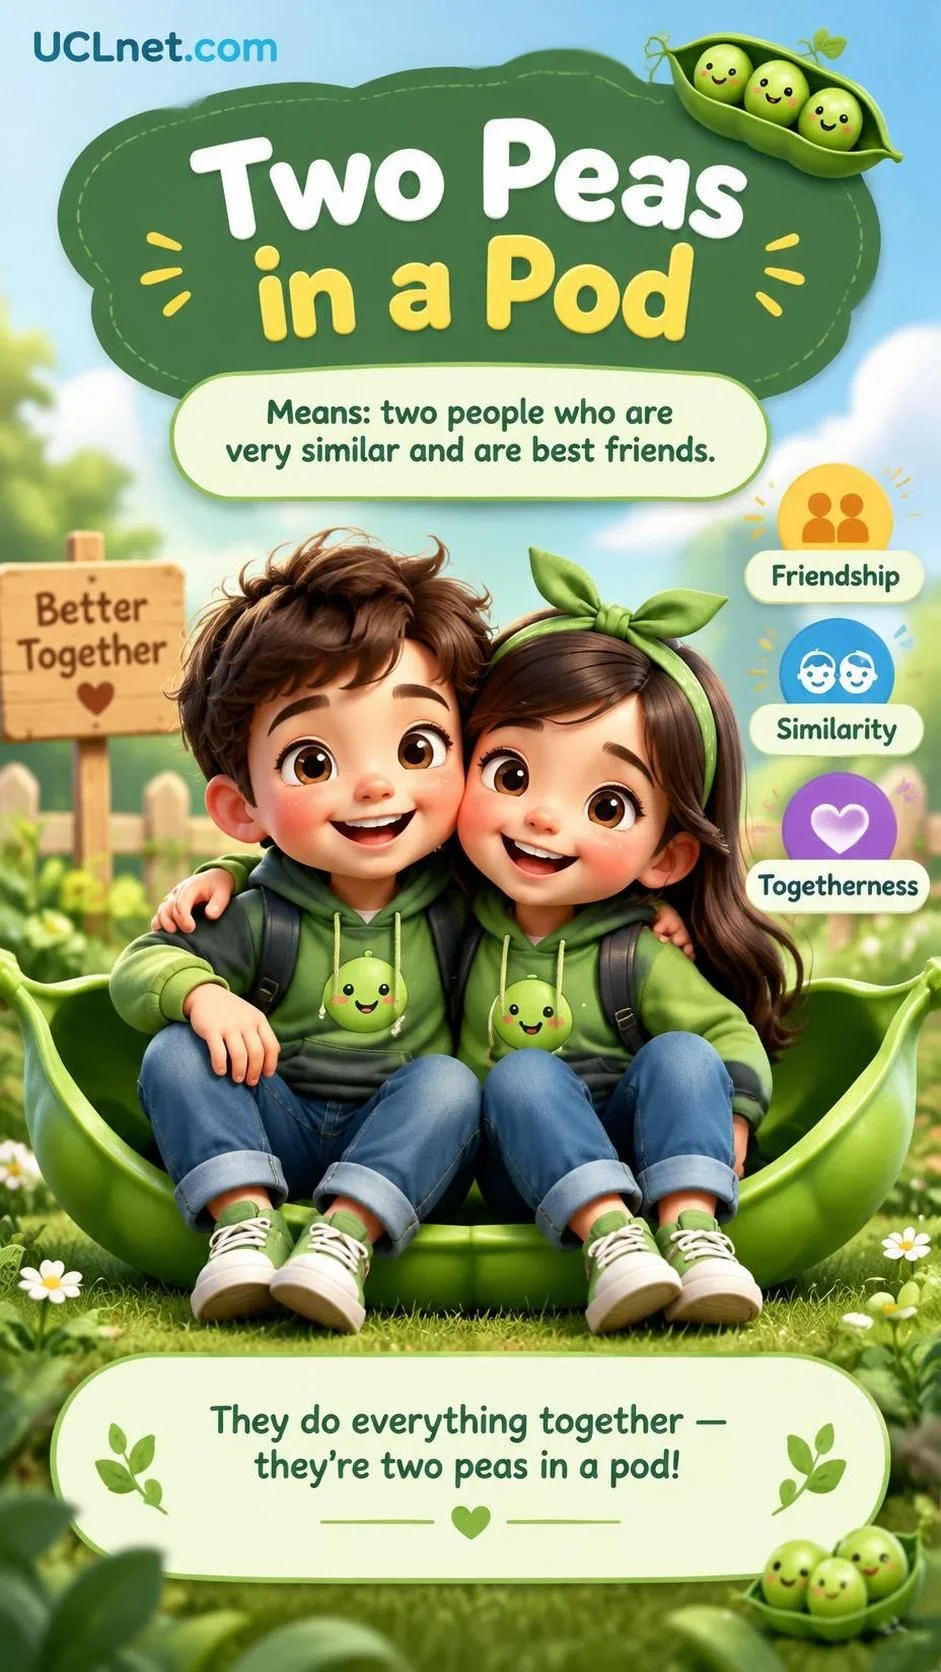 UCLnet.com
Two Peas
in a Pod
Means: two people who are
very similar and are best friends.
Friendship
Better
Together
Similarity
Togetherness
They do everything together —
they're two peas in a pod!